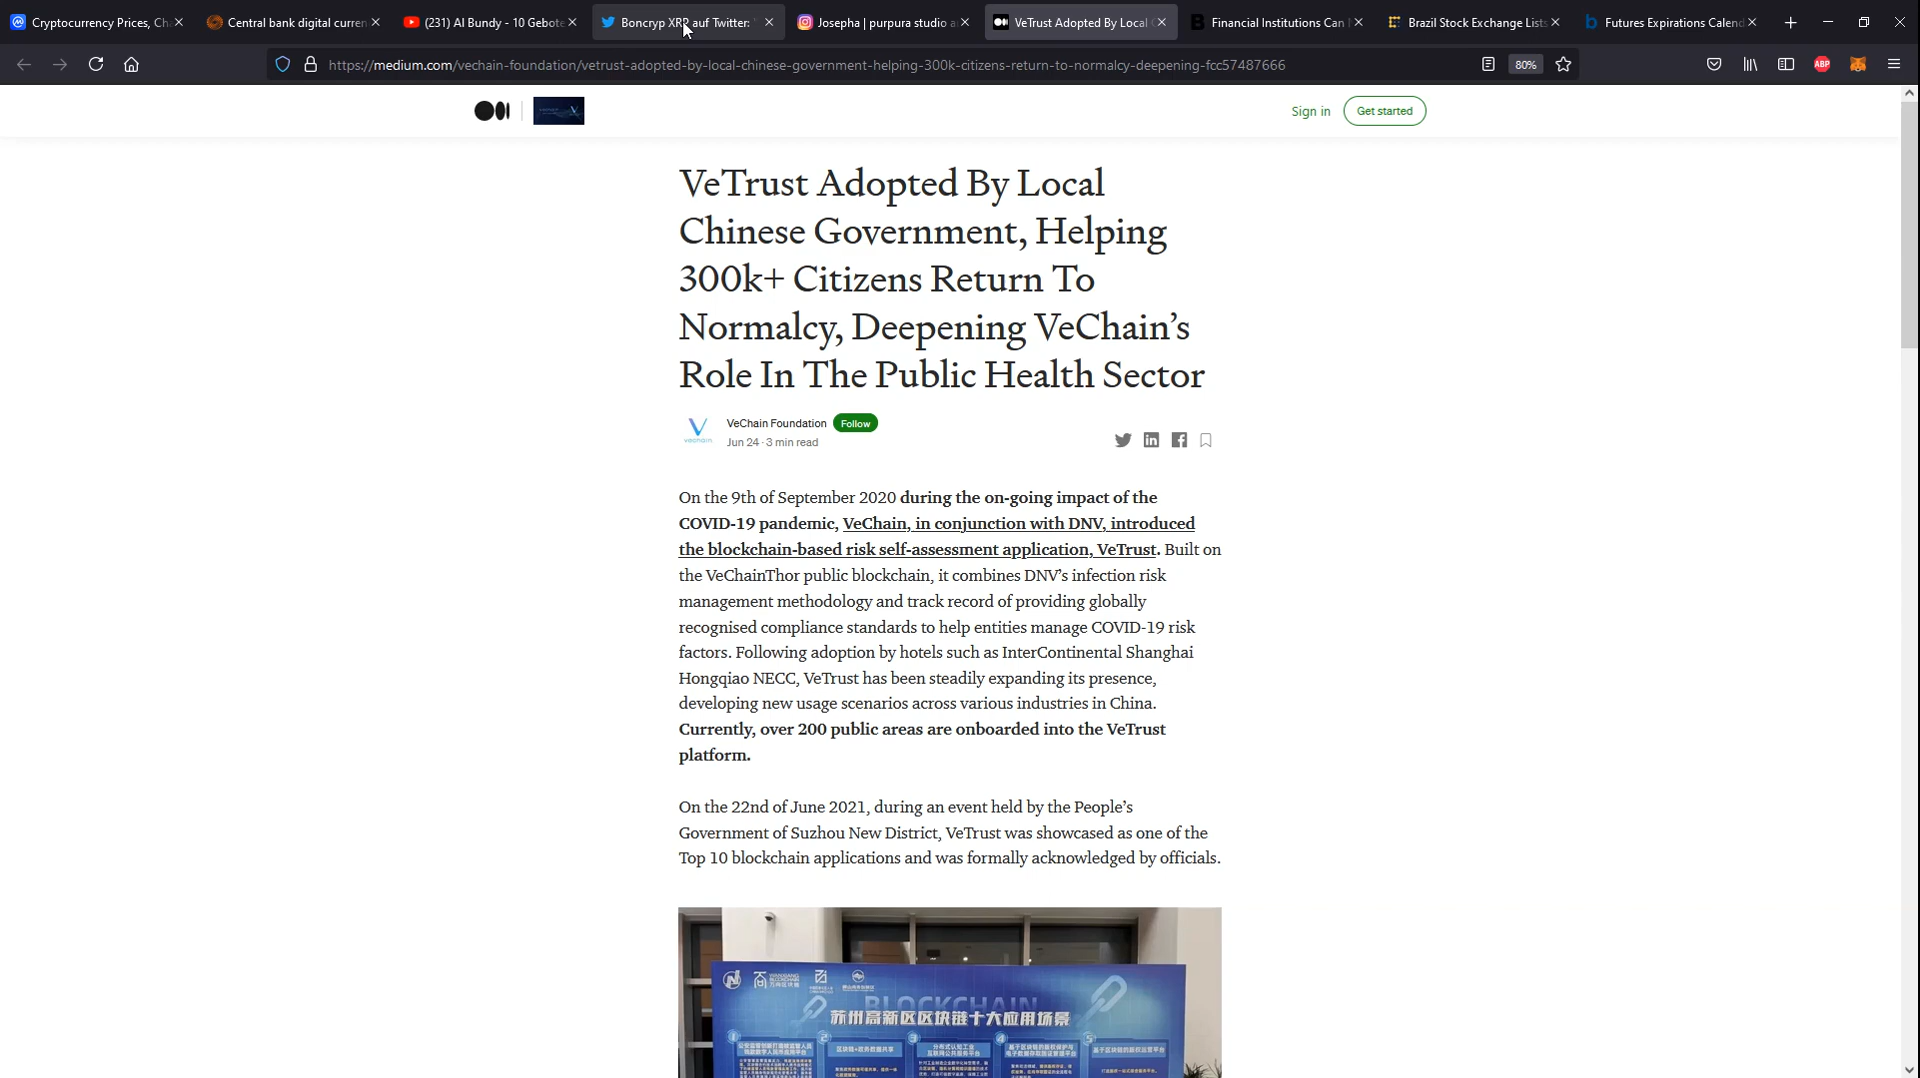 Cryptocurrency Prices, Ch
Central bank digital curren
(231) Al Bundy - 10 Gebote
Boncryp XRP auf Twitter:
Josepha | purpura studio a
VeTrust Adopted By Local
Financial Institutions Can
Brazil Stock Exchange Lists
Futures Expirations Calend
https://medium.com/vechain-foundation/vetrust-adopted-by-local-chinese-government-helping-300k-citizens-return-to-normalcy-deepening-fcc57487666
80%
ABP
Sign in
Get started
VeTrust Adopted By Local
Chinese Government, Helping
300k+ Citizens Return To
Normalcy, Deepening VeChain’s
Role In The Public Health Sector
VeChain Foundation
Follow
Jun 24 · 3 min read
vechain
On the 9th of September 2020 during the on-going impact of the
COVID-19 pandemic, VeChain, in conjunction with DNV, introduced
the blockchain-based risk self-assessment application, VeTrust. Built on
the VeChainThor public blockchain, it combines DNV’s infection risk
management methodology and track record of providing globally
recognised compliance standards to help entities manage COVID-19 risk
factors. Following adoption by hotels such as InterContinental Shanghai
Hongqiao NECC, VeTrust has been steadily expanding its presence,
developing new usage scenarios across various industries in China.
Currently, over 200 public areas are onboarded into the VeTrust
platform.
On the 22nd of June 2021, during an event held by the People’s
Government of Suzhou New District, VeTrust was showcased as one of the
Top 10 blockchain applications and was formally acknowledged by officials.
BLOCKCHAIN
苏州高新区区块链十大应用场景
区块链+政务数据共享